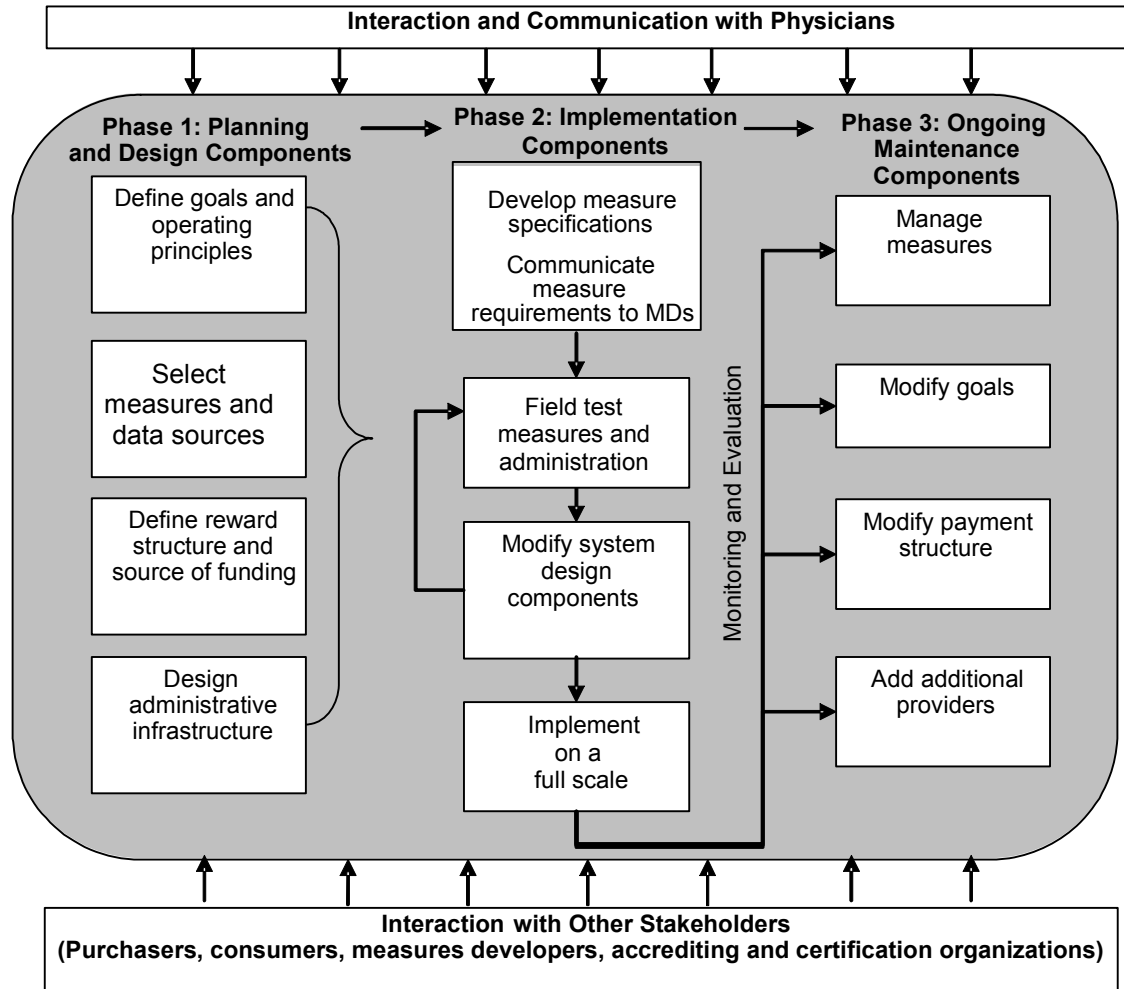 Interaction and Communication with Physicians
Phase 1: Planning
and Design Components
Define goals and
operating
principles
Select
measures and
data sources
Define reward
structure and
source of funding
Design
administrative
infrastructure
Phase 2: Implementation
Components
Develop measure
specifications
Communicate
measure
requirements to MDs
Field test
measures and
administration
Modify system
design
components
Implement
on a
full scale
Monitoring and Evaluation
Phase 3: Ongoing
Maintenance
Components
Manage
measures
Modify goals
Modify payment
structure
Add additional
providers
Interaction with Other Stakeholders
(Purchasers, consumers, measures developers, accrediting and certification organizations)